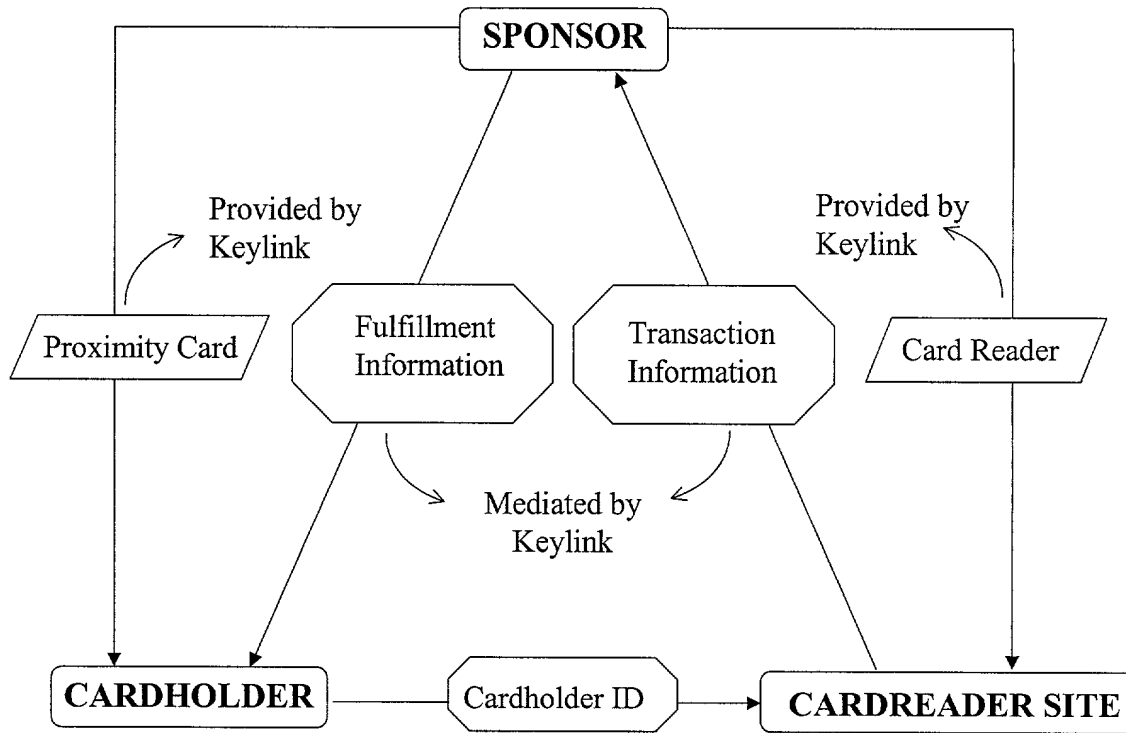 SPONSOR
Provided by
Keylink
Provided by
Keylink
Proximity Card
Fulfillment
Information
Transaction
Information
Card Reader
Mediated by
Keylink
CARDHOLDER
Cardholder ID
CARDREADER SITE